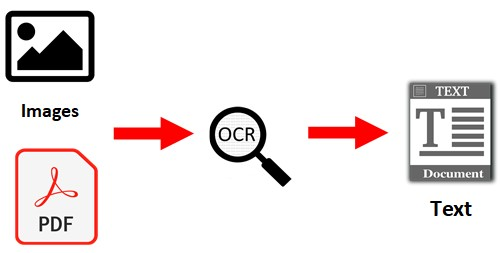 Images
PDF
OCR
TEXT
T
Document
Text